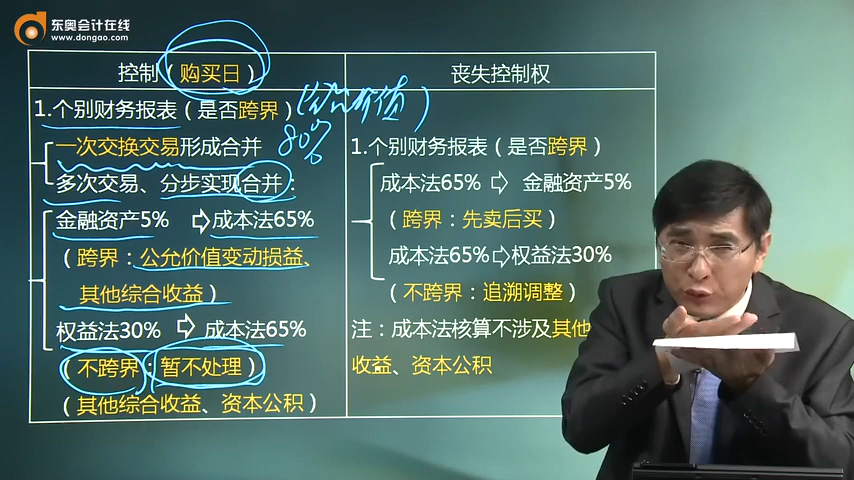 东奥会计在线
www.dongao.com
控制（购买日）
1.个别财务报表（是否跨界）（公允价值）
一次交换交易形成合并 80%
多次交易、分步实现合并：
金融资产5% ⇨ 成本法65%
（跨界：公允价值变动损益、
其他综合收益）
权益法30% ⇨ 成本法65%
（不跨界：暂不处理）
（其他综合收益、资本公积）
丧失控制权
1.个别财务报表（是否跨界）
成本法65% ⇨ 金融资产5%
（跨界：先卖后买）
成本法65%⇨权益法30%
（不跨界：追溯调整）
注：成本法核算不涉及其他
收益、资本公积